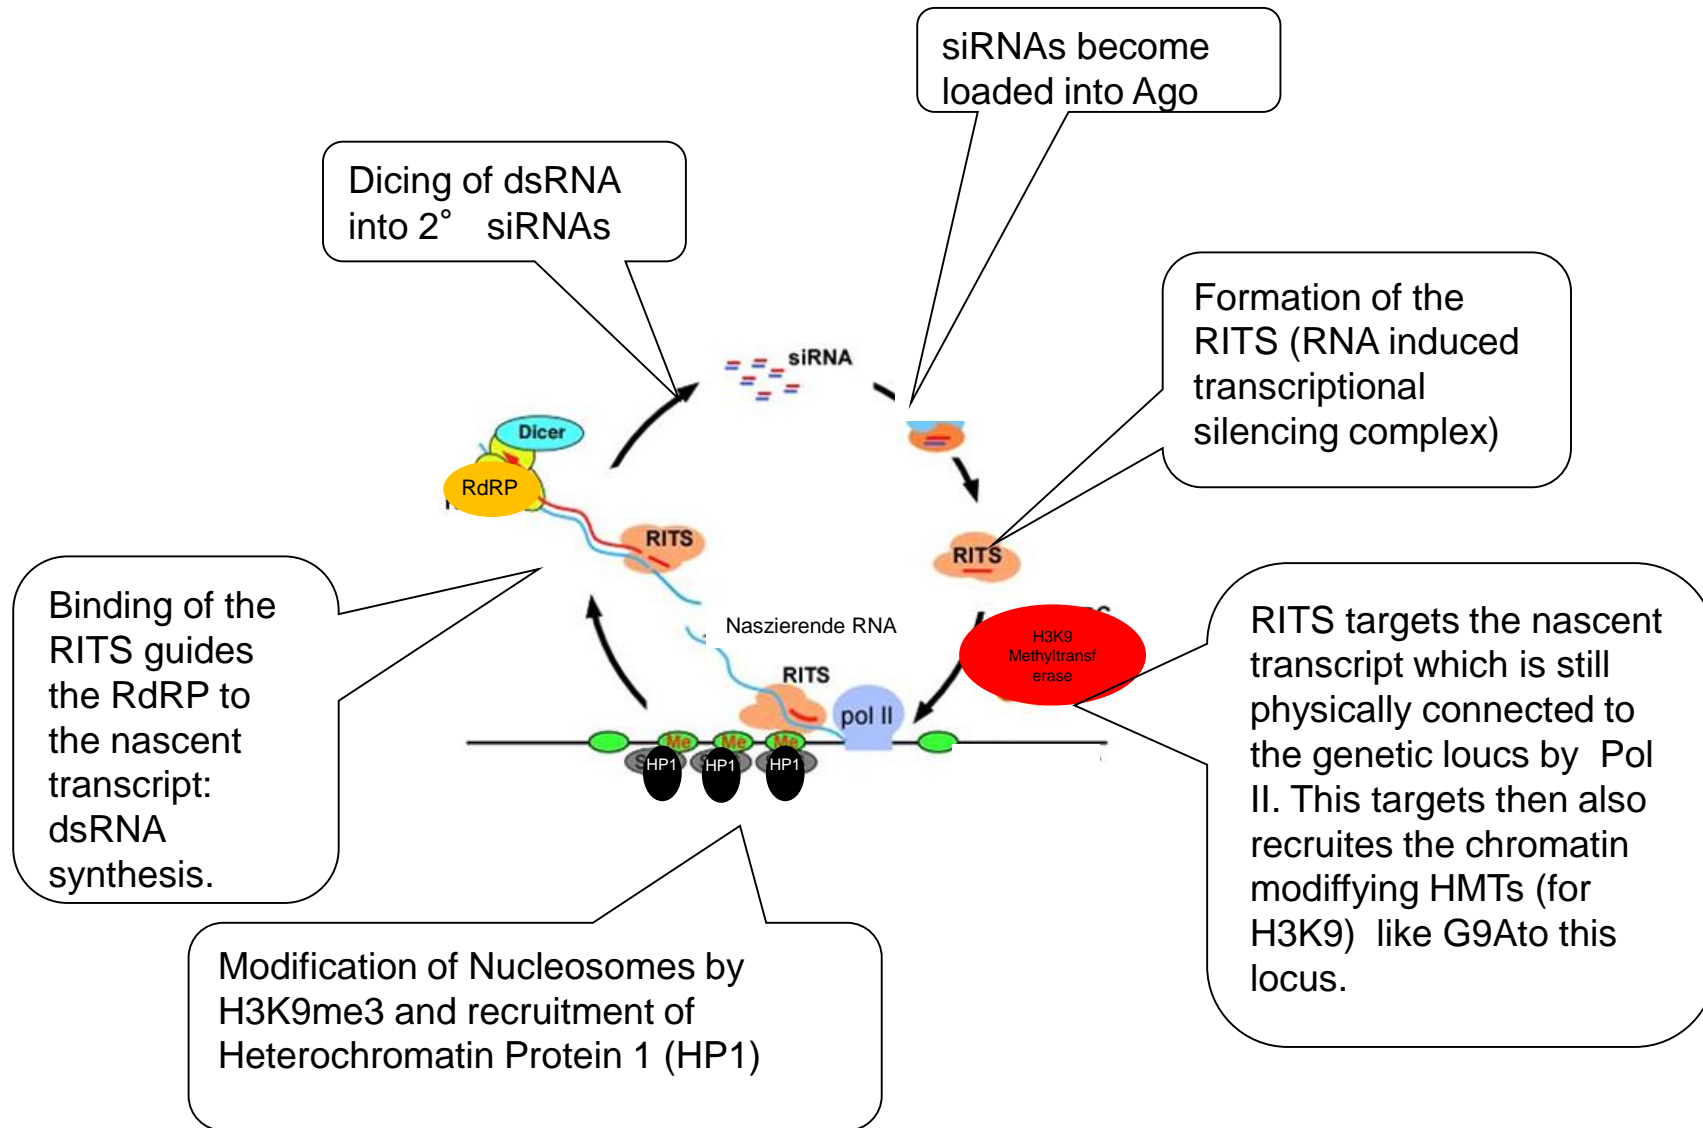 siRNAs become
loaded into Ago
Dicing of dsRNA
into 2° siRNAs
Formation of the
RITS (RNA induced
transcriptional
silencing complex)
siRNA
Dicer
RdRP
RITS
RITS
Binding of the
RITS guides
the RdRP to
the nascent
transcript:
dsRNA
synthesis.
Naszierende RNA
H3K9
Methyltransf
erase
RITS
pol II
Me
Me
Me
HP1
HP1
HP1
RITS targets the nascent
transcript which is still
physically connected to
the genetic loucs by Pol
II. This targets then also
recruites the chromatin
modiffying HMTs (for
H3K9) like G9Ato this
locus.
Modification of Nucleosomes by
H3K9me3 and recruitment of
Heterochromatin Protein 1 (HP1)